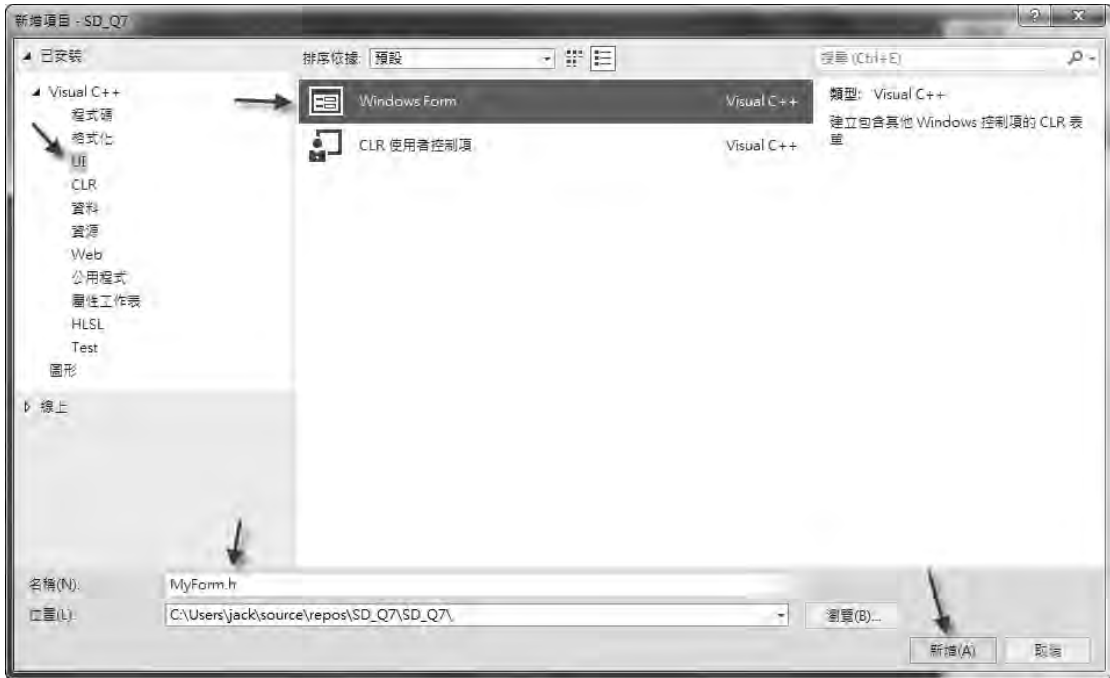 新增項目 - SD_Q7
? X
已安裝
排序依據: 預設
搜尋 (Ctrl+E)
Visual C++
程式碼
格式化
UI
CLR
資料
資源
Web
公用程式
屬性工作表
HLSL
Test
圖形
線上
Windows Form Visual C++
CLR 使用者控制項 Visual C++
類型: Visual C++
建立包含其他 Windows 控制項的 CLR 表
單
名稱(N): MyForm.h
位置(L): C:\Users\jack\source\repos\SD_Q7\SD_Q7\
瀏覽(B)...
新增(A) 取消